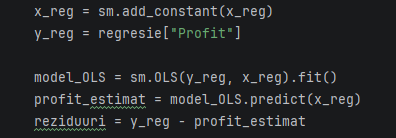 x_reg = sm.add_constant(x_reg)
y_reg = regresie["Profit"]
model_OLS = sm.OLS(y_reg, x_reg).fit()
profit_estimat = model_OLS.predict(x_reg)
reziduuri = y_reg - profit_estimat